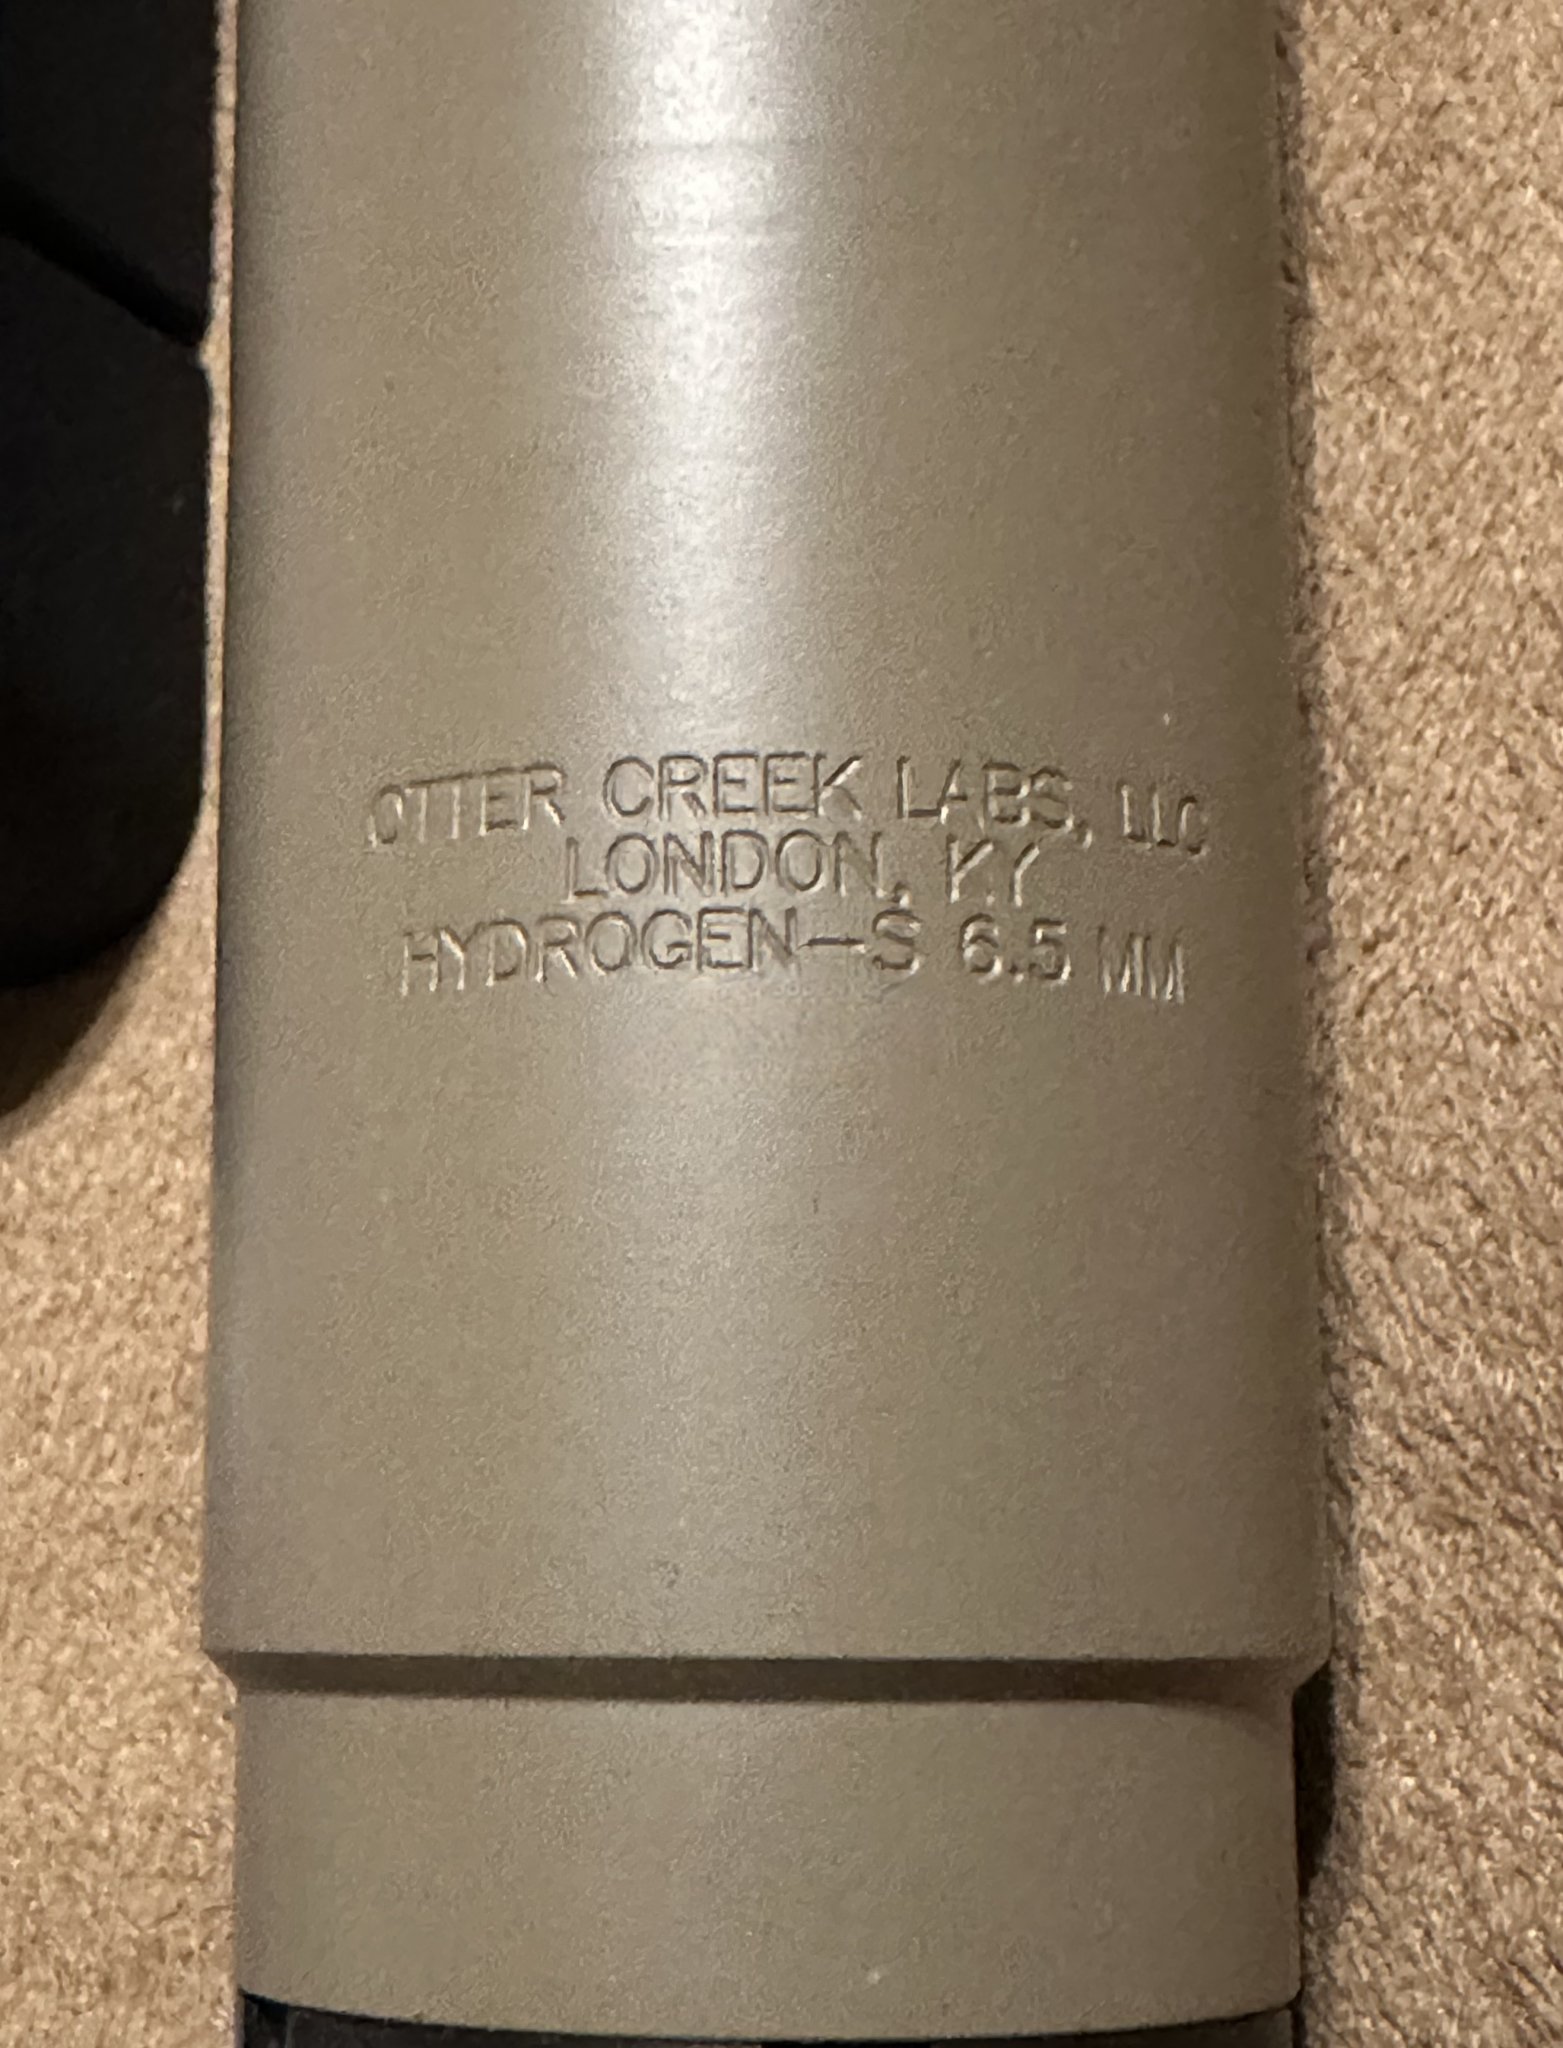 OTTER CREEK LABS, LLC
LONDON, KY
HYDROGEN-S 6.5 MM